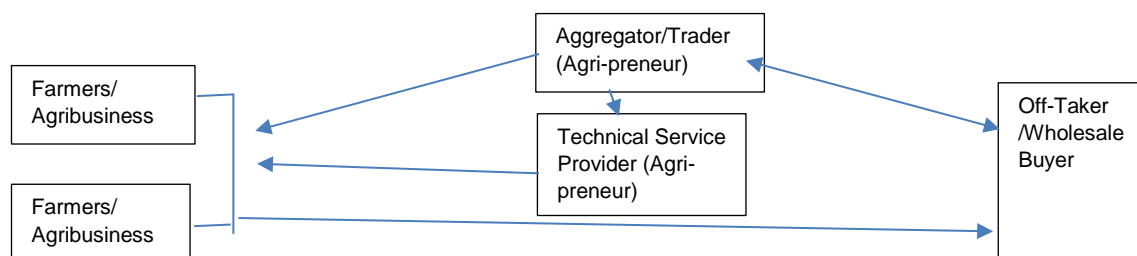 Farmers/
Agribusiness
Farmers/
Agribusiness
Aggregator/Trader
(Agri-preneur)
Technical Service
Provider (Agri-
preneur)
Off-Taker
/Wholesale
Buyer